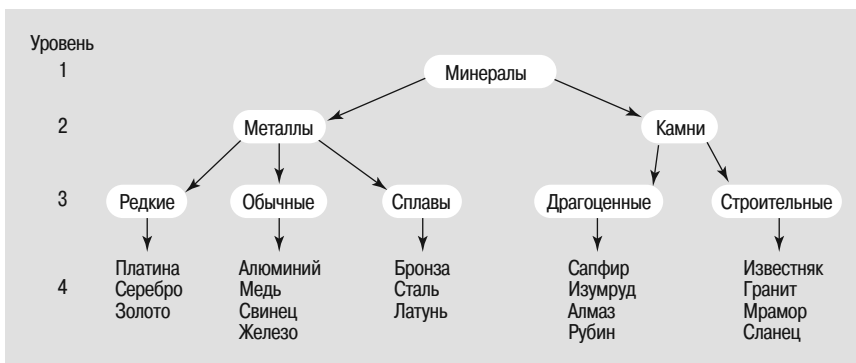 Уровень
1
Минералы
2
Металлы
Камни
3
Редкие
Обычные
Сплавы
Драгоценные
Строительные
4
Платина
Серебро
Золото
Алюминий
Медь
Свинец
Железо
Бронза
Сталь
Латунь
Сапфир
Изумруд
Алмаз
Рубин
Известняк
Гранит
Мрамор
Сланец